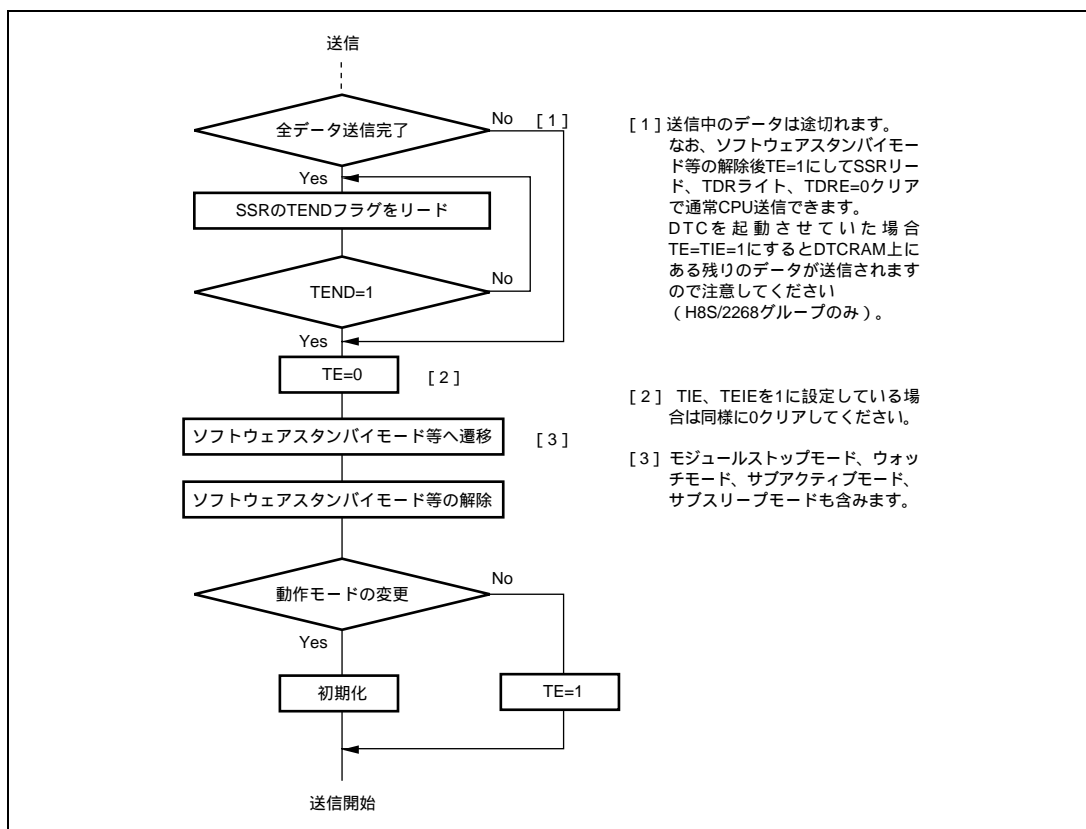 送信
全データ送信完了
No
[ 1 ]
Yes
SSRのTENDフラグをリード
TEND=1
No
Yes
TE=0
[ 2 ]
ソフトウェアスタンバイモード等へ遷移
[ 3 ]
ソフトウェアスタンバイモード等の解除
動作モードの変更
No
Yes
初期化
TE=1
送信開始
[ 1 ] 送信中のデータは途切れます。
なお、ソフトウェアスタンバイモー
ド等の解除後TE=1にしてSSRリー
ド、TDRライト、TDRE=0クリア
で通常CPU送信できます。
DTCを起動させていた場合
TE=TIE=1にするとDTCRAM上に
ある残りのデータが送信されます
ので注意してください
（H8S/2268グループのみ）。
[ 2 ] TIE、TEIEを1に設定している場
合は同様に0クリアしてください。
[ 3 ] モジュールストップモード、ウォッ
チモード、サブアクティブモード、
サブスリープモードも含みます。